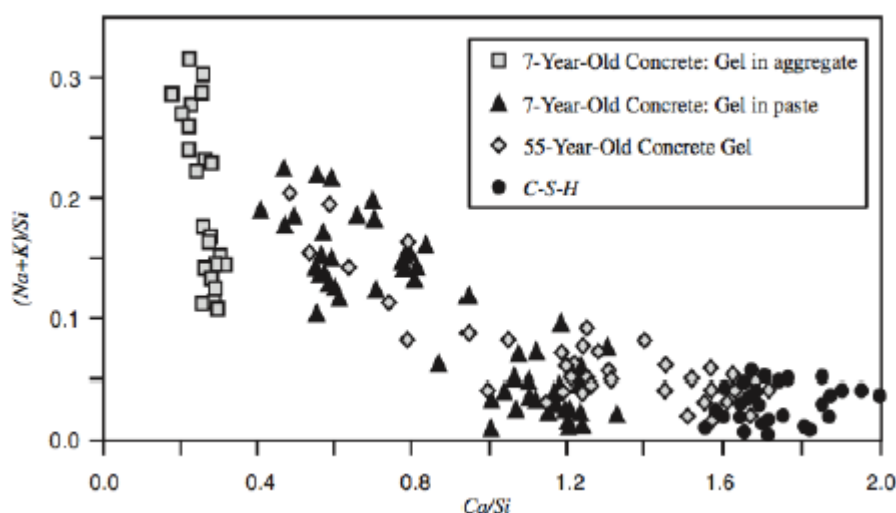 7-Year-Old Concrete: Gel in aggregate
7-Year-Old Concrete: Gel in paste
55-Year-Old Concrete Gel
C-S-H
(Na+K)/Si
0.3
0.2
0.1
0.0
0.0 0.4 0.8 1.2 1.6 2.0
Ca/Si